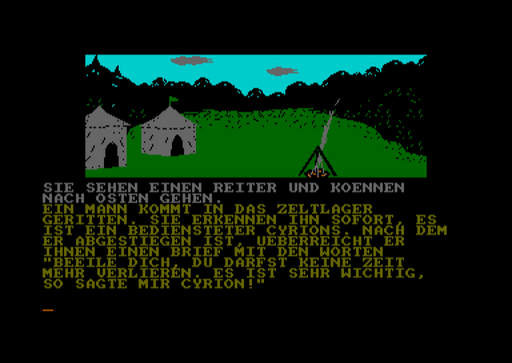 SIE SEHEN EINEN REITER UND KOENNEN
NACH OSTEN GEHEN.
EIN MANN KOMMT IN DAS ZELTLAGER
GERITTEN. SIE ERKENNEN IHN SOFORT, ES
IST EIN BEDIENSTETER CYRIONS. NACH DEM
ER ABGESTIEGEN IST, UEBERREICHT ER
IHNEN EINEN BRIEF MIT DEN WORTEN
"BEEILE DICH, DU DARFST KEINE ZEIT
MEHR VERLIEREN. ES IST SEHR WICHTIG,
SO SAGTE MIR CYRION!"